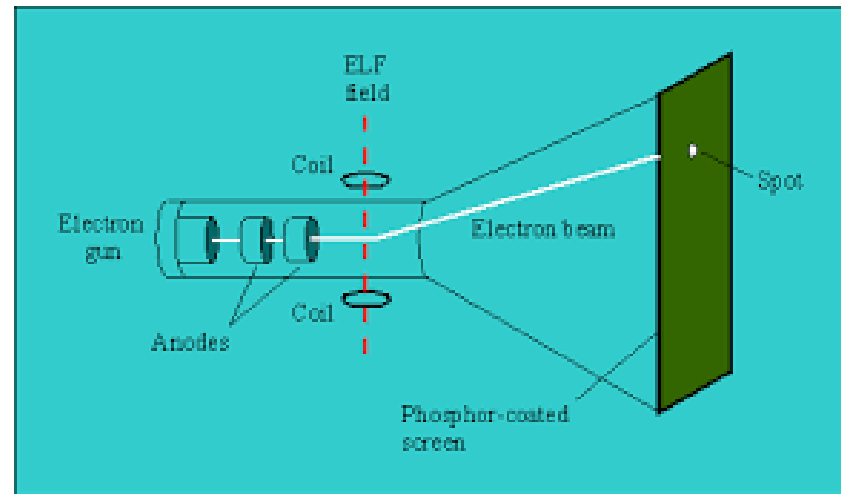 ELF
field
Coil
Spot
Electron
gun
Electron beam
Coil
Anodes
Phosphor-coated
screen